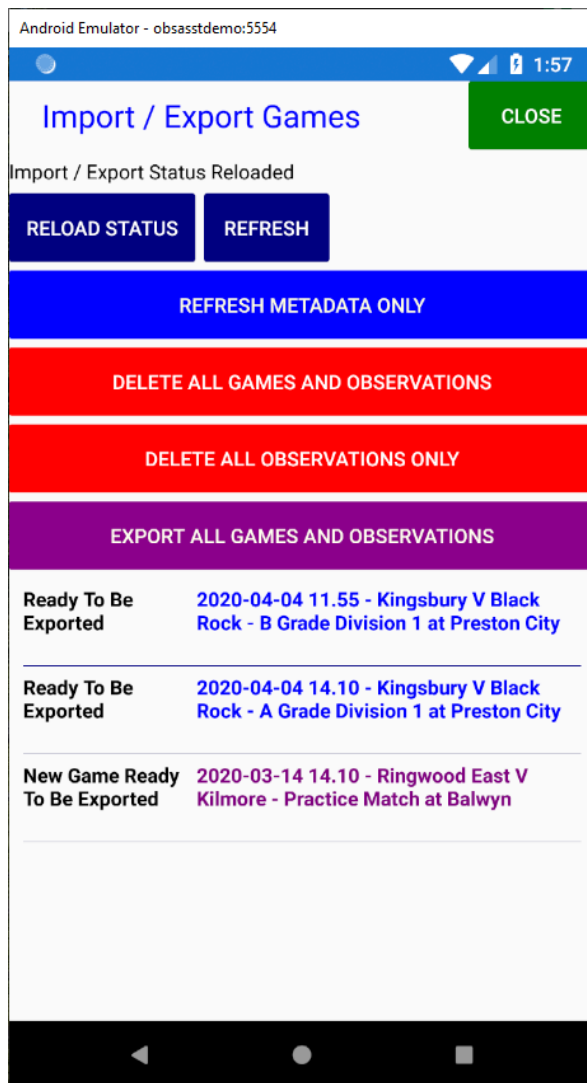 Android Emulator - obsasstdemo:5554
1:57
Import / Export Games
CLOSE
Import / Export Status Reloaded
RELOAD STATUS
REFRESH
REFRESH METADATA ONLY
DELETE ALL GAMES AND OBSERVATIONS
DELETE ALL OBSERVATIONS ONLY
EXPORT ALL GAMES AND OBSERVATIONS
Ready To Be
Exported
2020-04-04 11.55 - Kingsbury V Black
Rock - B Grade Division 1 at Preston City
Ready To Be
Exported
2020-04-04 14.10 - Kingsbury V Black
Rock - A Grade Division 1 at Preston City
New Game Ready
To Be Exported
2020-03-14 14.10 - Ringwood East V
Kilmore - Practice Match at Balwyn